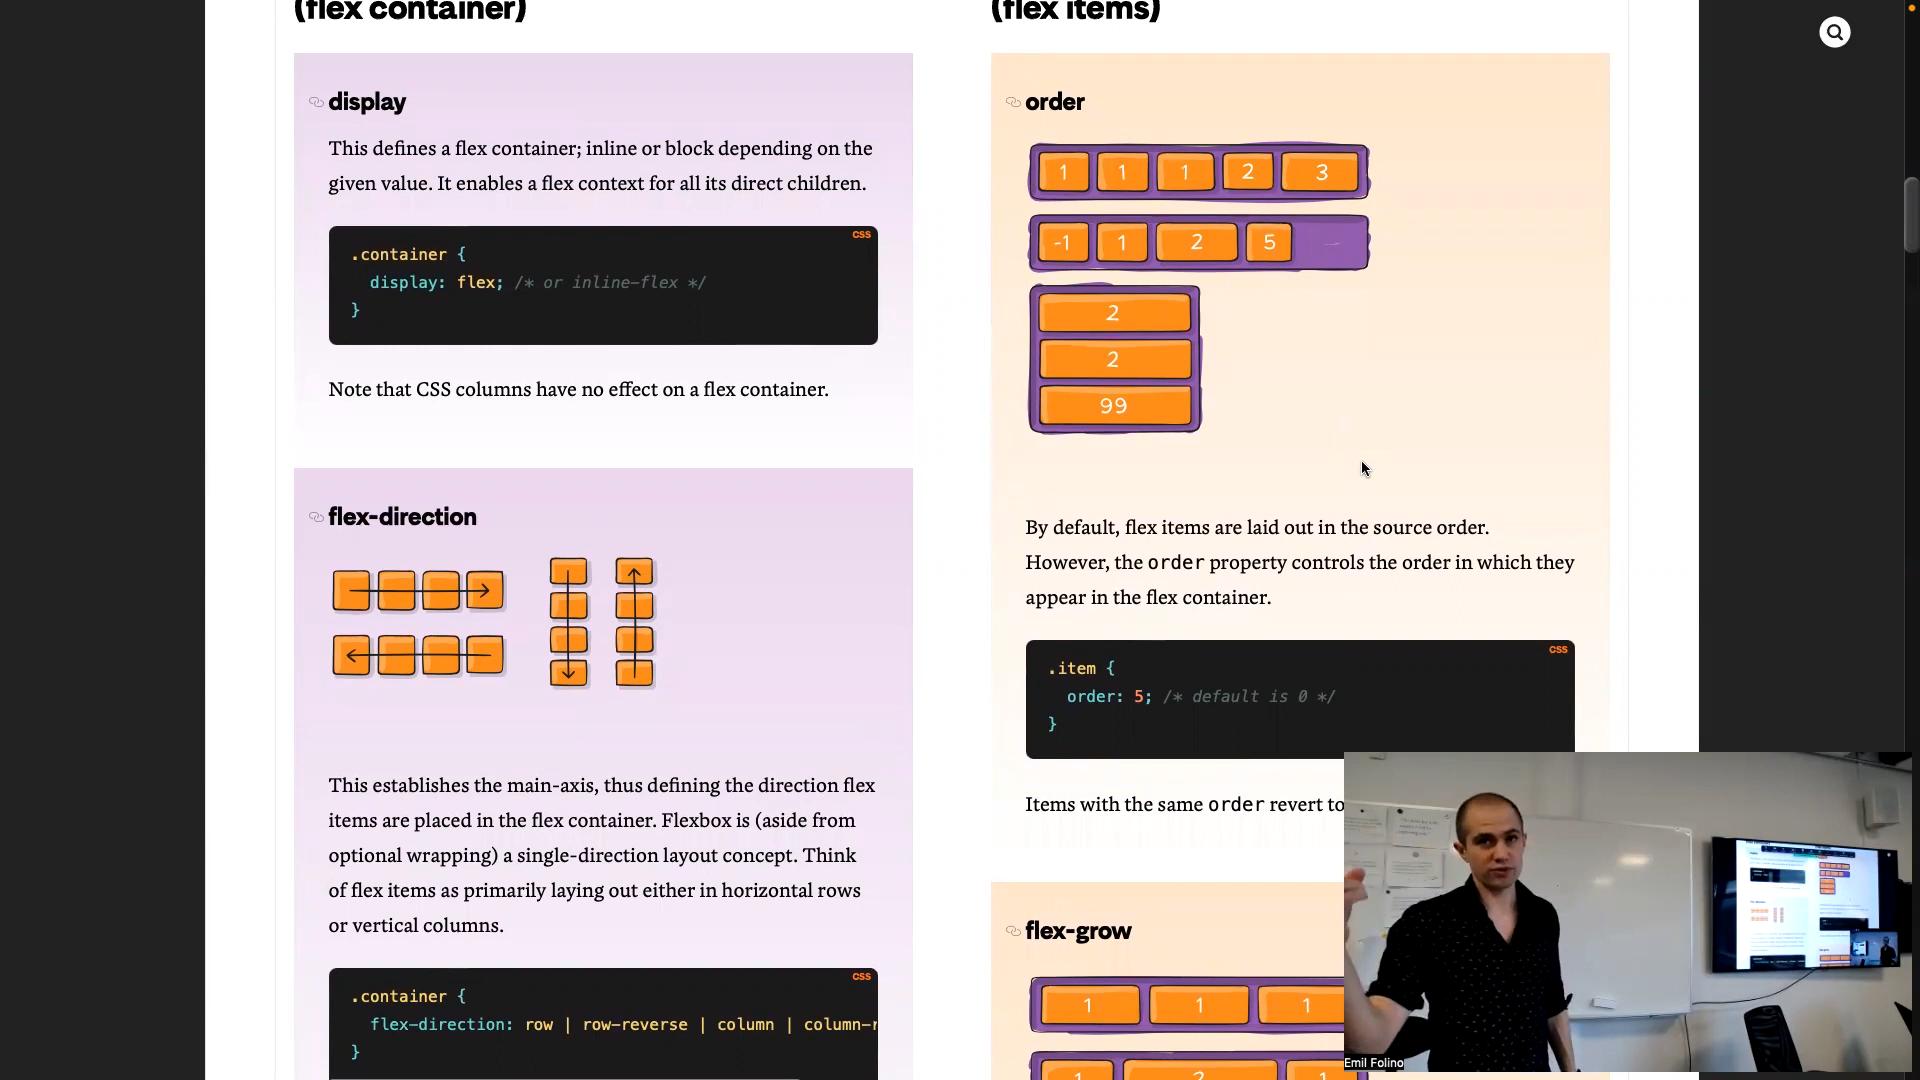 (flex container)
display
This defines a flex container; inline or block depending on the
given value. It enables a flex context for all its direct children.
CSS
.container {
display: flex; /* or inline-flex */
}
Note that CSS columns have no effect on a flex container.
flex-direction
This establishes the main-axis, thus defining the direction flex
items are placed in the flex container. Flexbox is (aside from
optional wrapping) a single-direction layout concept. Think
of flex items as primarily laying out either in horizontal rows
or vertical columns.
CSS
.container {
flex-direction: row | row-reverse | column | column-r
}
(flex items)
order
1 1 1 2 3
-1 1 2 5
2
2
99
By default, flex items are laid out in the source order.
However, the order property controls the order in which they
appear in the flex container.
CSS
.item {
order: 5; /* default is 0 */
}
Items with the same order revert to
flex-grow
1 1 1
1 2 1
Emil Folino